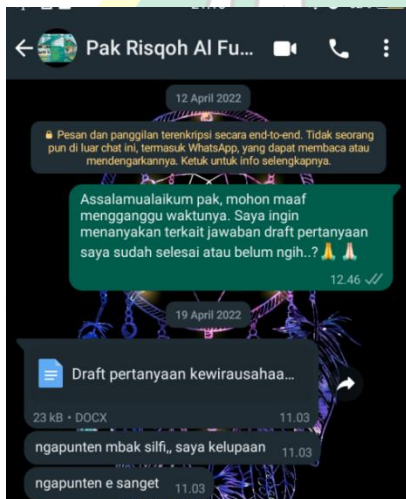 Pak Risqoh Al Fu...
12 April 2022
Pesan dan panggilan terenkripsi secara end-to-end. Tidak seorang
pun di luar chat ini, termasuk WhatsApp, yang dapat membaca atau
mendengarkannya. Ketuk untuk info selengkapnya.
Assalamualaikum pak, mohon maaf
mengganggu waktunya. Saya ingin
menanyakan terkait jawaban draft pertanyaan
saya sudah selesai atau belum ngih..?🙏🙏🏻
12.46
19 April 2022
Draft pertanyaan kewirausahaa...
23 kB • DOCX 11.03
ngapunten mbak silfi,, saya kelupaan 11.03
ngapunten e sanget 11.03